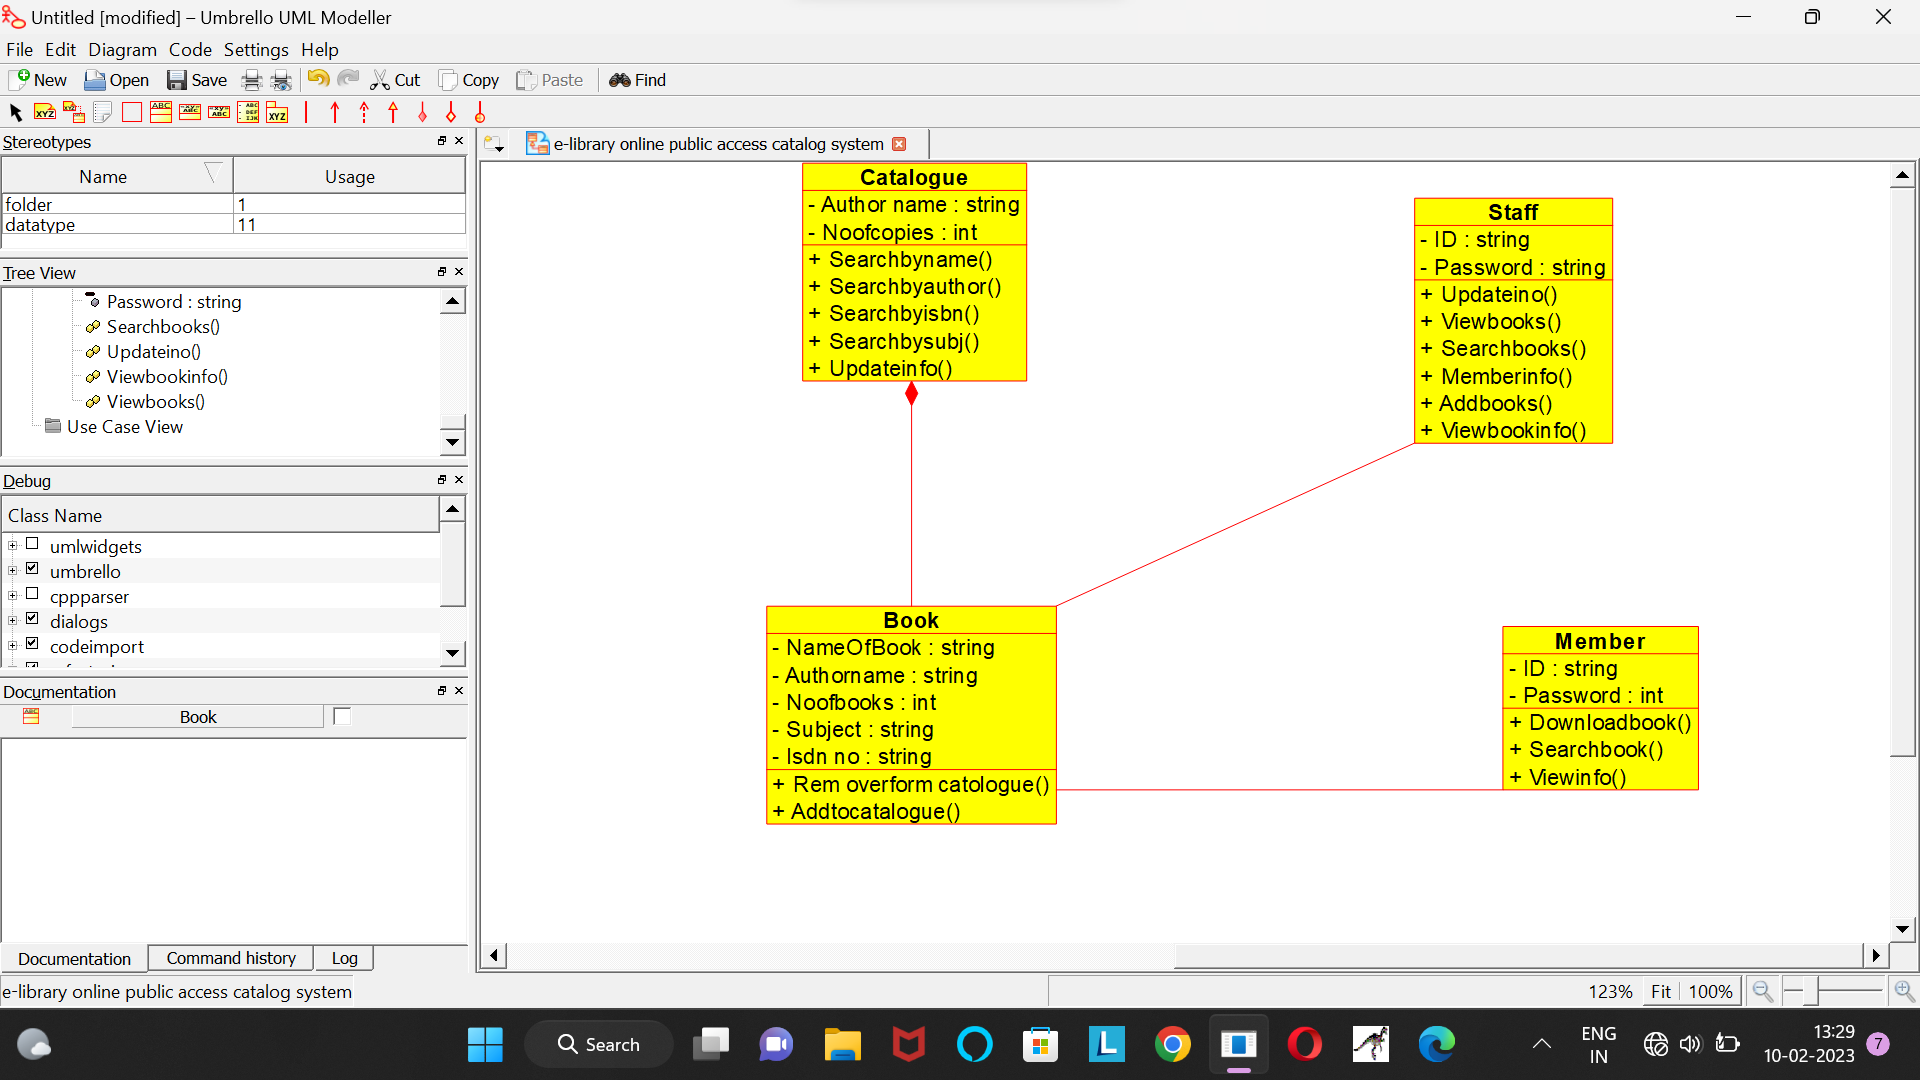 Untitled [modified] – Umbrello UML Modeller
File Edit Diagram Code Settings Help
New Open Save Cut Copy Paste Find
Stereotypes
Name Usage
folder 1
datatype 11
Tree View
Password : string
Searchbooks()
Updateino()
Viewbookinfo()
Viewbooks()
Use Case View
Debug
Class Name
umlwidgets
umbrello
cppparser
dialogs
codeimport
Documentation
Book
Documentation Command history Log
e-library online public access catalog system
e-library online public access catalog system
Catalogue
- Author name : string
- Noofcopies : int
+ Searchbyname()
+ Searchbyauthor()
+ Searchbyisbn()
+ Searchbysubj()
+ Updateinfo()
Staff
- ID : string
- Password : string
+ Updateino()
+ Viewbooks()
+ Searchbooks()
+ Memberinfo()
+ Addbooks()
+ Viewbookinfo()
Book
- NameOfBook : string
- Authorname : string
- Noofbooks : int
- Subject : string
- Isdn no : string
+ Rem overform catologue()
+ Addtocatalogue()
Member
- ID : string
- Password : int
+ Downloadbook()
+ Searchbook()
+ Viewinfo()
123% Fit 100%
Search
ENG
IN
13:29
10-02-2023
7